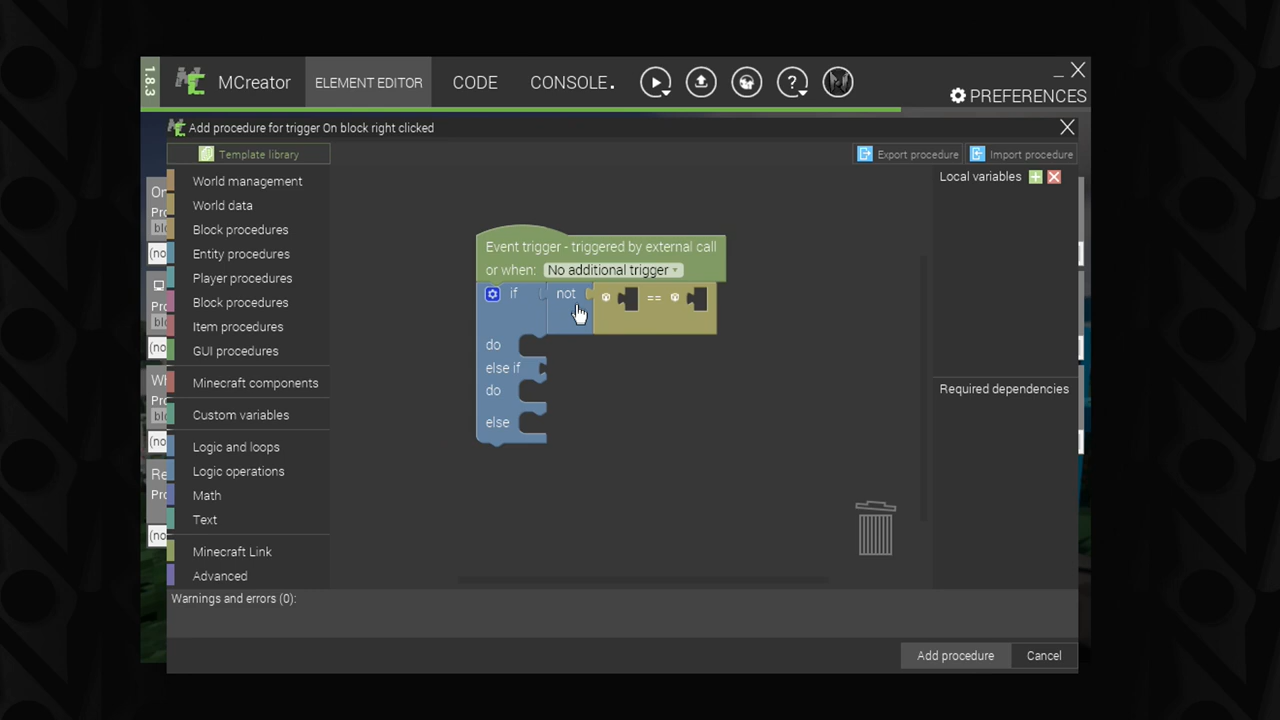 1.8.3
MCreator
ELEMENT EDITOR
CODE
CONSOLE.
PREFERENCES
Add procedure for trigger On block right clicked
Template library
Export procedure
Import procedure
World management
World data
Block procedures
Entity procedures
Player procedures
Block procedures
Item procedures
GUI procedures
Minecraft components
Custom variables
Logic and loops
Logic operations
Math
Text
Minecraft Link
Advanced
Event trigger - triggered by external call
or when: No additional trigger
if not ==
do
else if
do
else
Local variables
Required dependencies
Warnings and errors (0):
Add procedure
Cancel